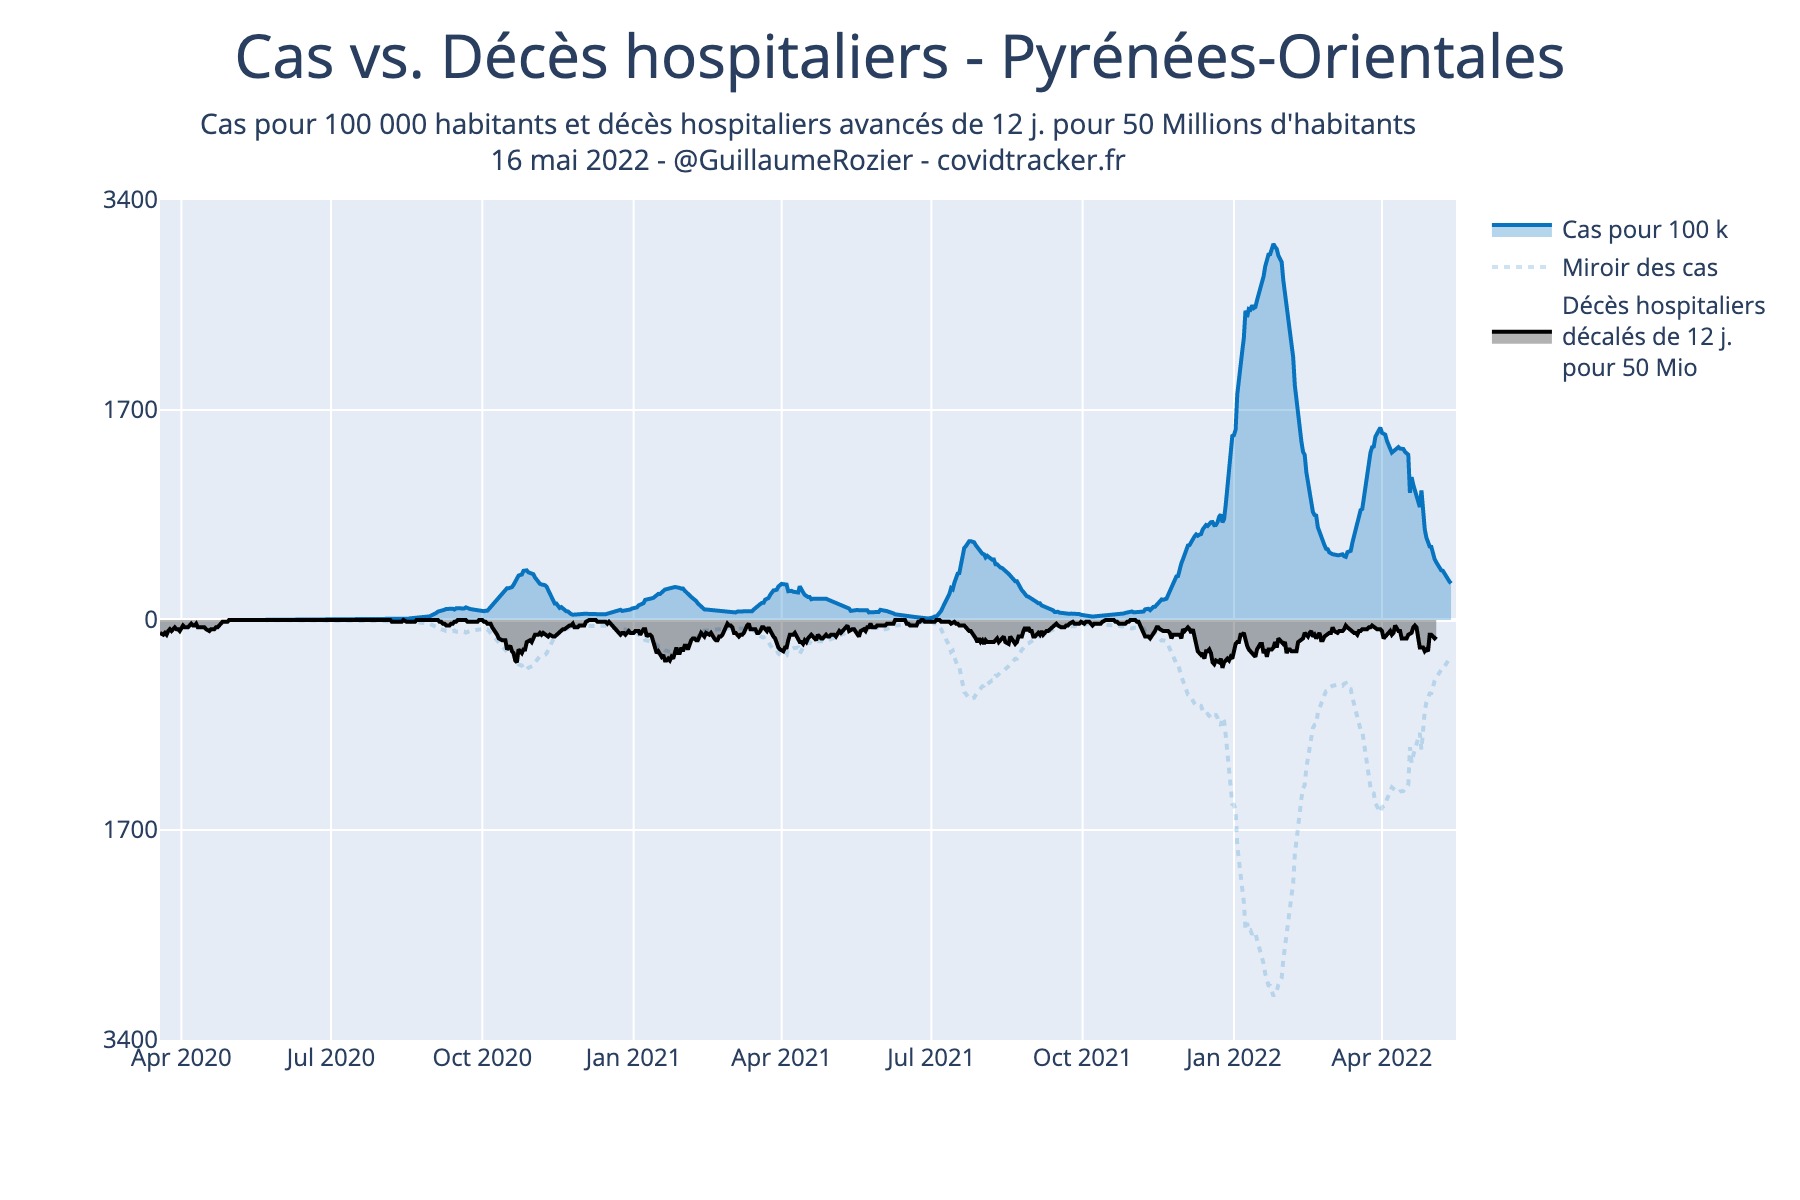 Cas vs. Décès hospitaliers - Pyrénées-Orientales
Cas pour 100 000 habitants et décès hospitaliers avancés de 12 j. pour 50 Millions d'habitants
16 mai 2022 - @GuillaumeRozier - covidtracker.fr
3400
1700
0
1700
3400
Apr 2020
Jul 2020
Oct 2020
Jan 2021
Apr 2021
Jul 2021
Oct 2021
Jan 2022
Apr 2022
Cas pour 100 k
Miroir des cas
Décès hospitaliers
décalés de 12 j.
pour 50 Mio